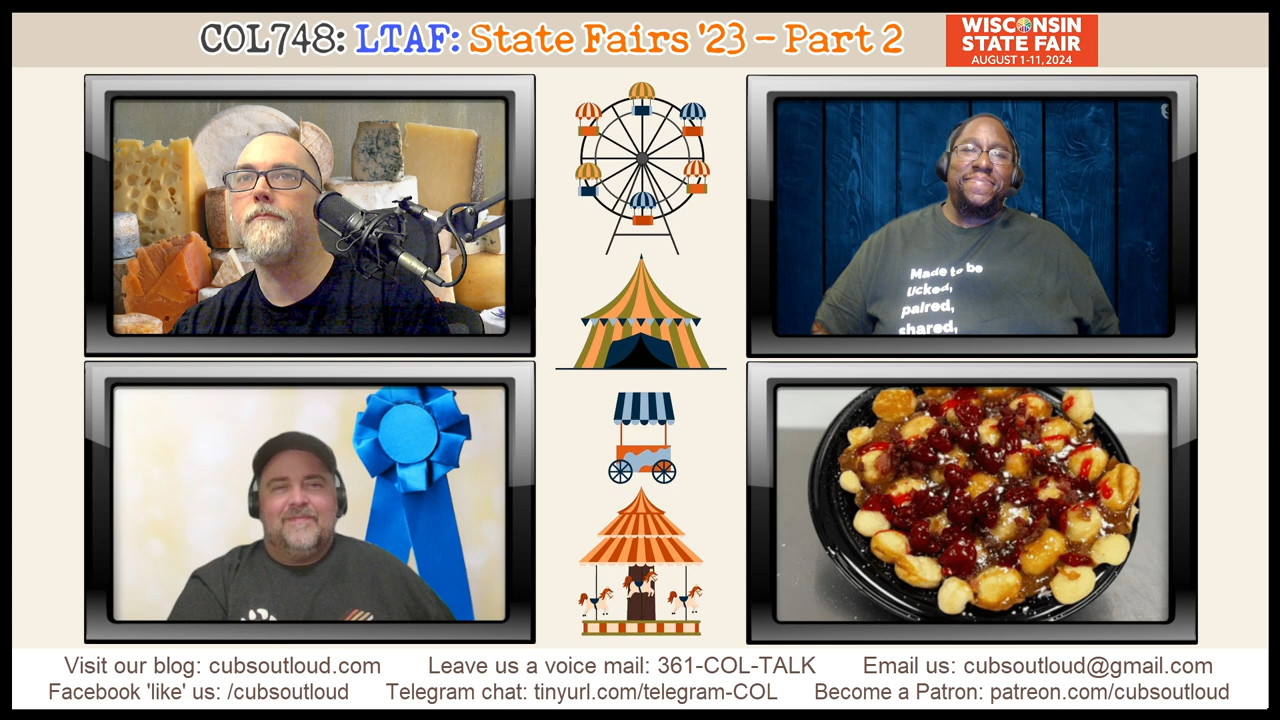 COL748: LTAF: State Fairs '23 - Part 2
WISCONSIN
STATE FAIR
AUGUST 1-11, 2024
Made to be
licked,
paired,
shared,
Visit our blog: cubsoutloud.com Leave us a voice mail: 361-COL-TALK Email us: cubsoutloud@gmail.com
Facebook 'like' us: /cubsoutloud Telegram chat: tinyurl.com/telegram-COL Become a Patron: patreon.com/cubsoutloud